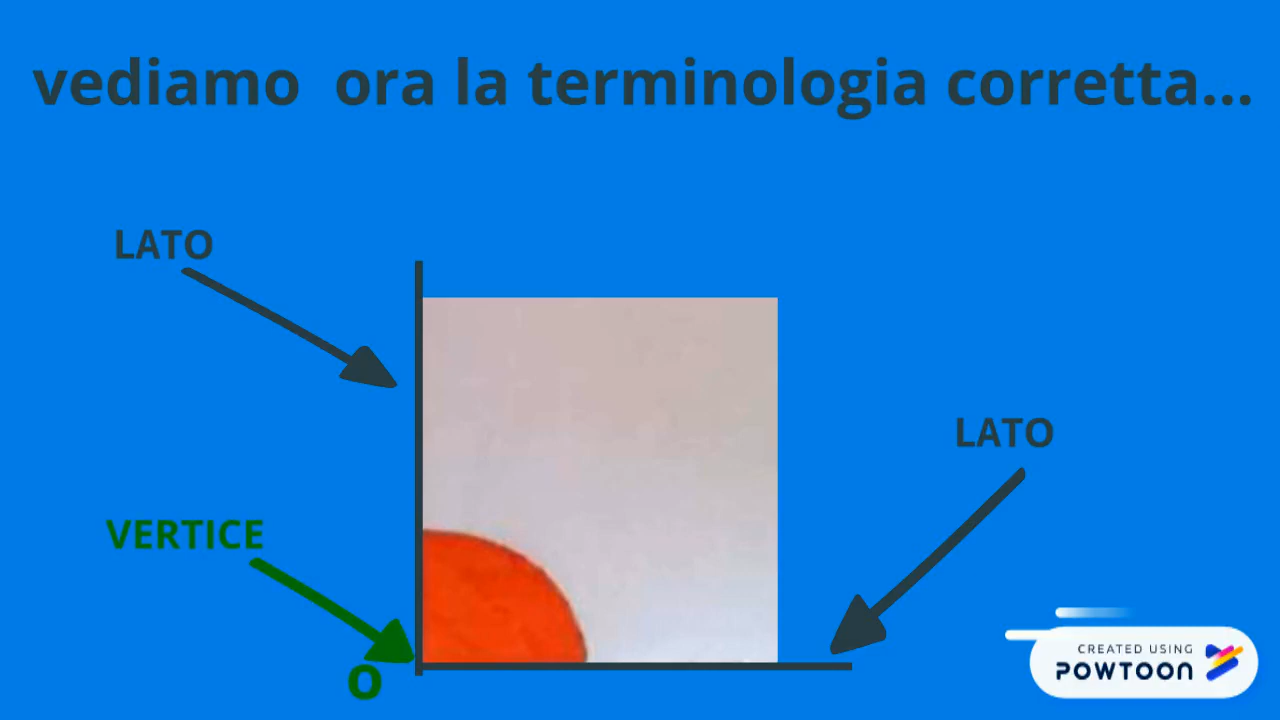 vediamo ora la terminologia corretta...
LATO
LATO
VERTICE
O
CREATED USING
POWTOON